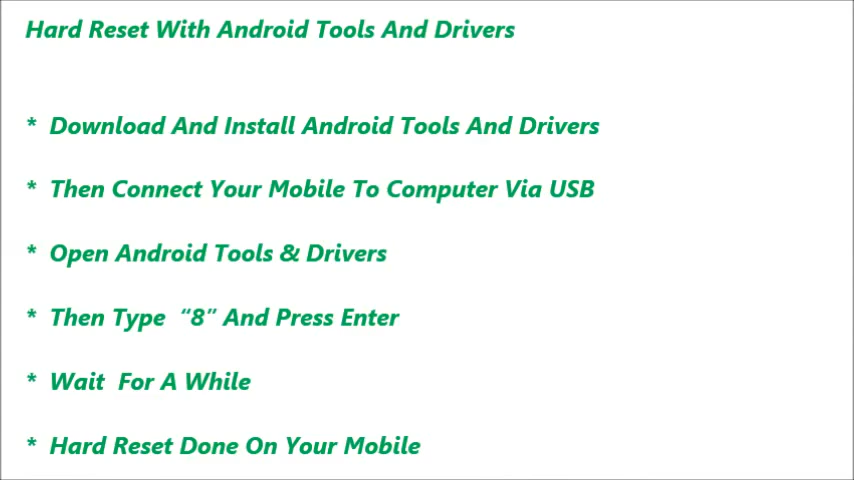 Hard Reset With Android Tools And Drivers
* Download And Install Android Tools And Drivers
* Then Connect Your Mobile To Computer Via USB
* Open Android Tools & Drivers
* Then Type “8” And Press Enter
* Wait For A While
* Hard Reset Done On Your Mobile